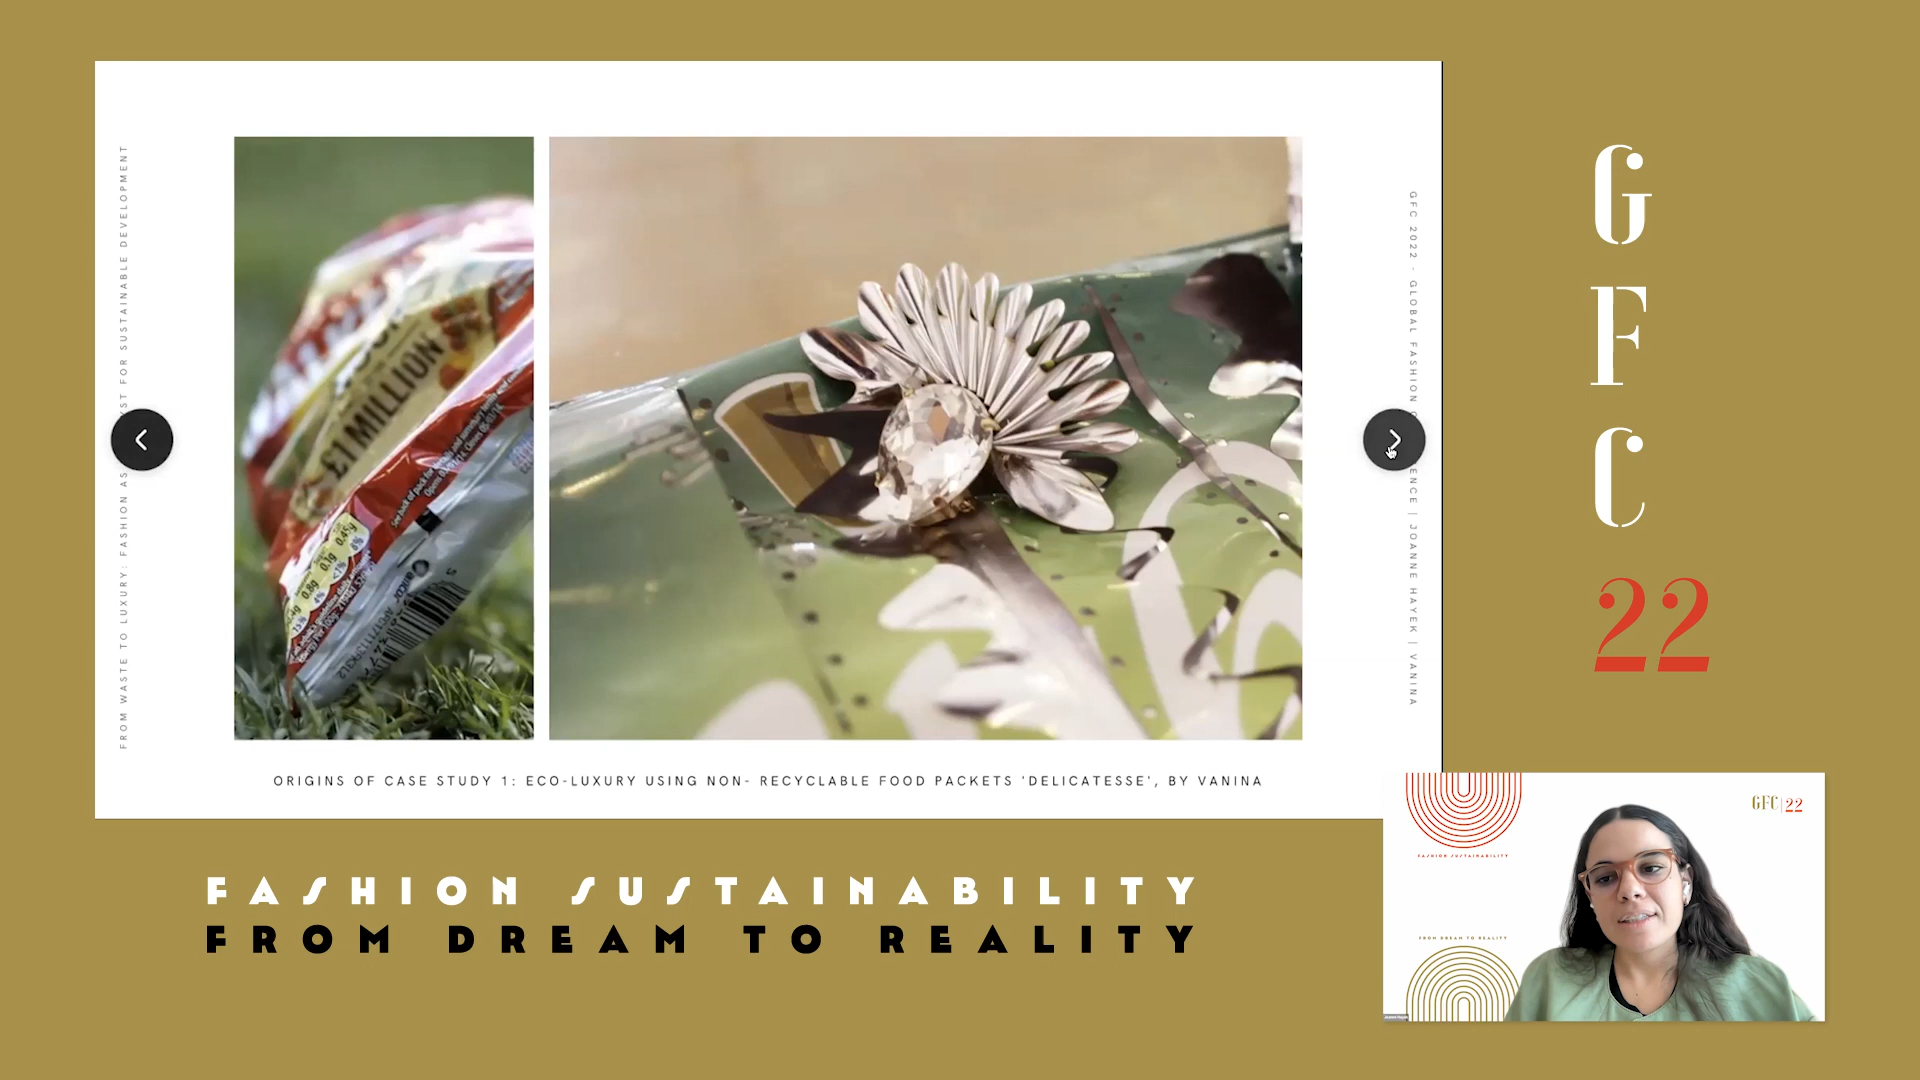 FROM WASTE TO LUXURY: FASHION AS
ST FOR SUSTAINABLE DEVELOPMENT
£1 MILLION
ORIGINS OF CASE STUDY 1: ECO-LUXURY USING NON- RECYCLABLE FOOD PACKETS 'DELICATESSE', BY VANINA
GFC 2022 - GLOBAL FASHION
ENCE | JOANNE HAYEK | VANINA
G
F
C
22
FASHION SUSTAINABILITY
FROM DREAM TO REALITY
GFC|22
FASHION SUSTAINABILITY
FROM DREAM TO REALITY